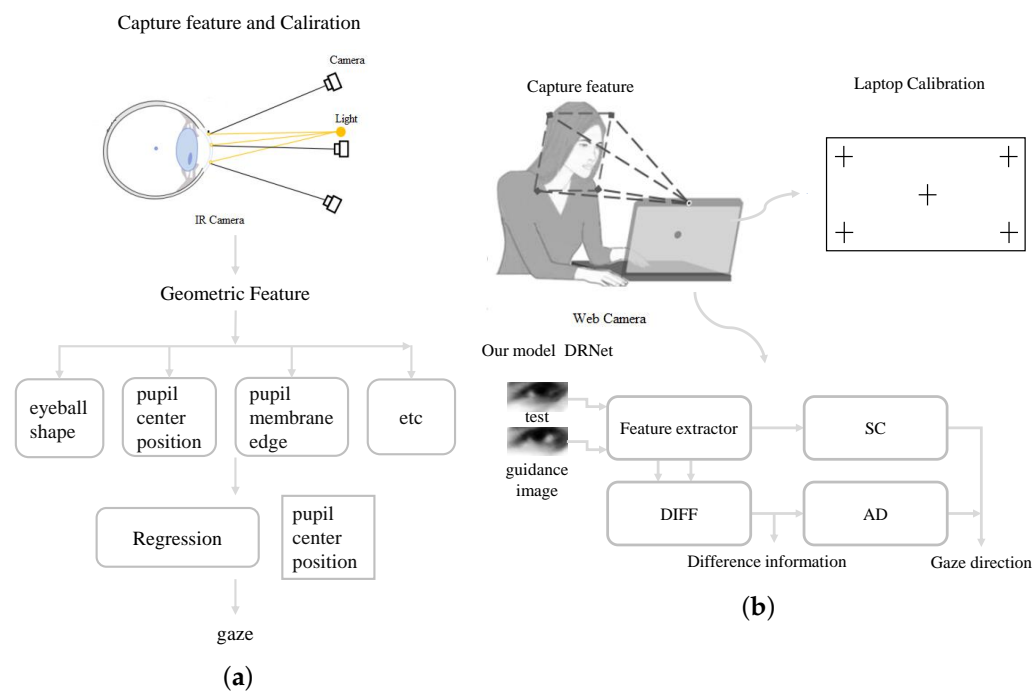 Capture feature and Caliration
Camera
Light
IR Camera
Geometric Feature
eyeball
shape
pupil
center
position
pupil
membrane
edge
etc
Regression
pupil
center
position
gaze
(a)
Capture feature
Laptop Calibration
Web Camera
Our model DRNet
test
guidance
image
Feature extractor
SC
DIFF
AD
Difference information
Gaze direction
(b)